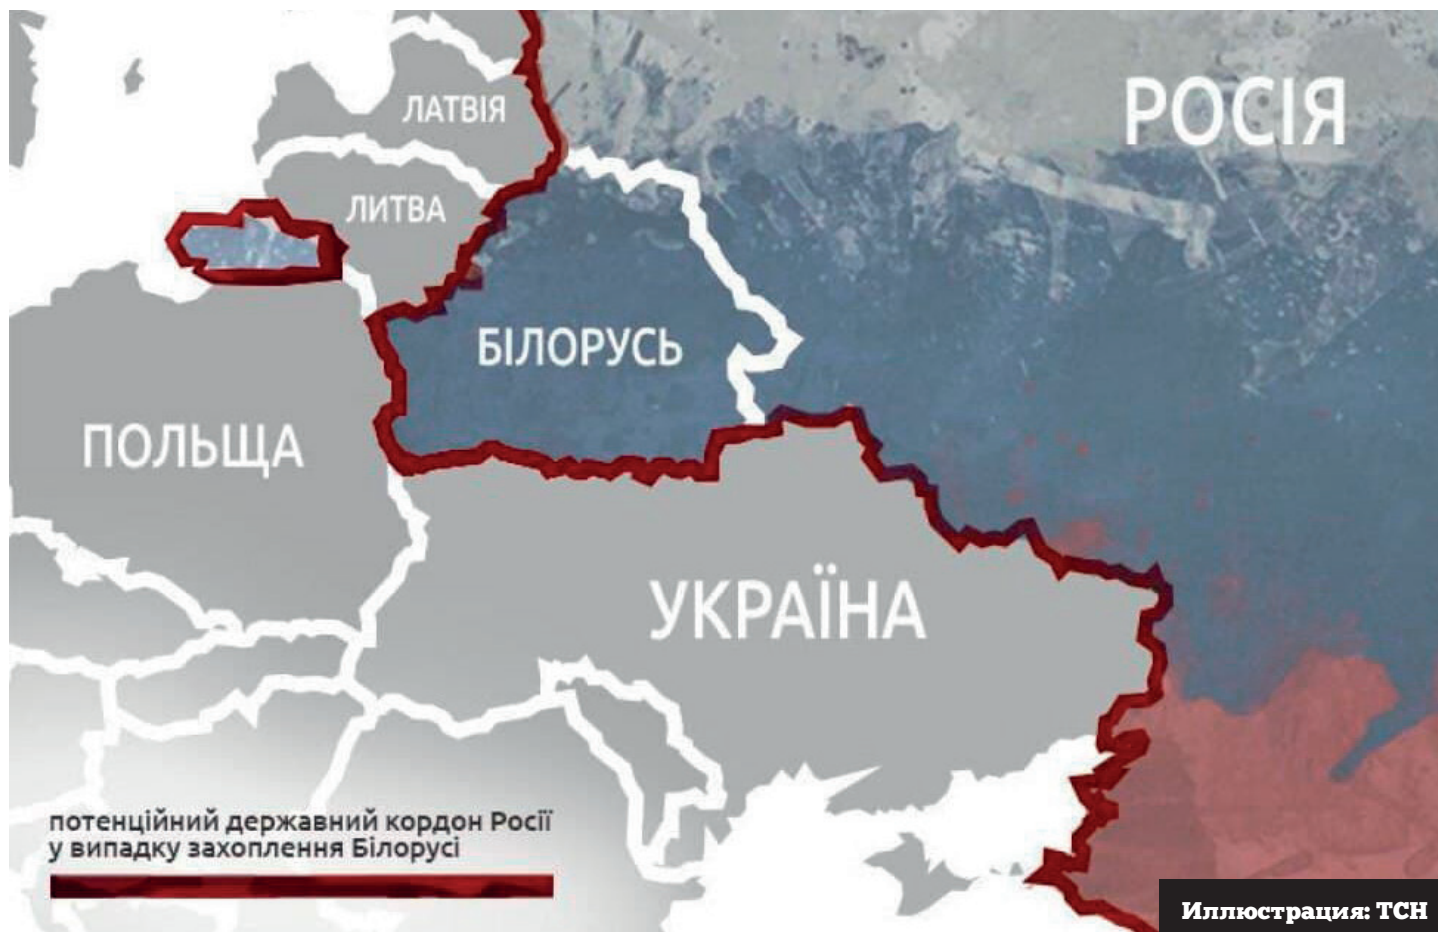 РОСІЯ
ЛАТВІЯ
ЛИТВА
БІЛОРУСЬ
ПОЛЬЩА
УКРАЇНА
потенційний державний кордон Росії
у випадку захоплення Білорусі
Иллюстрация: ТСН